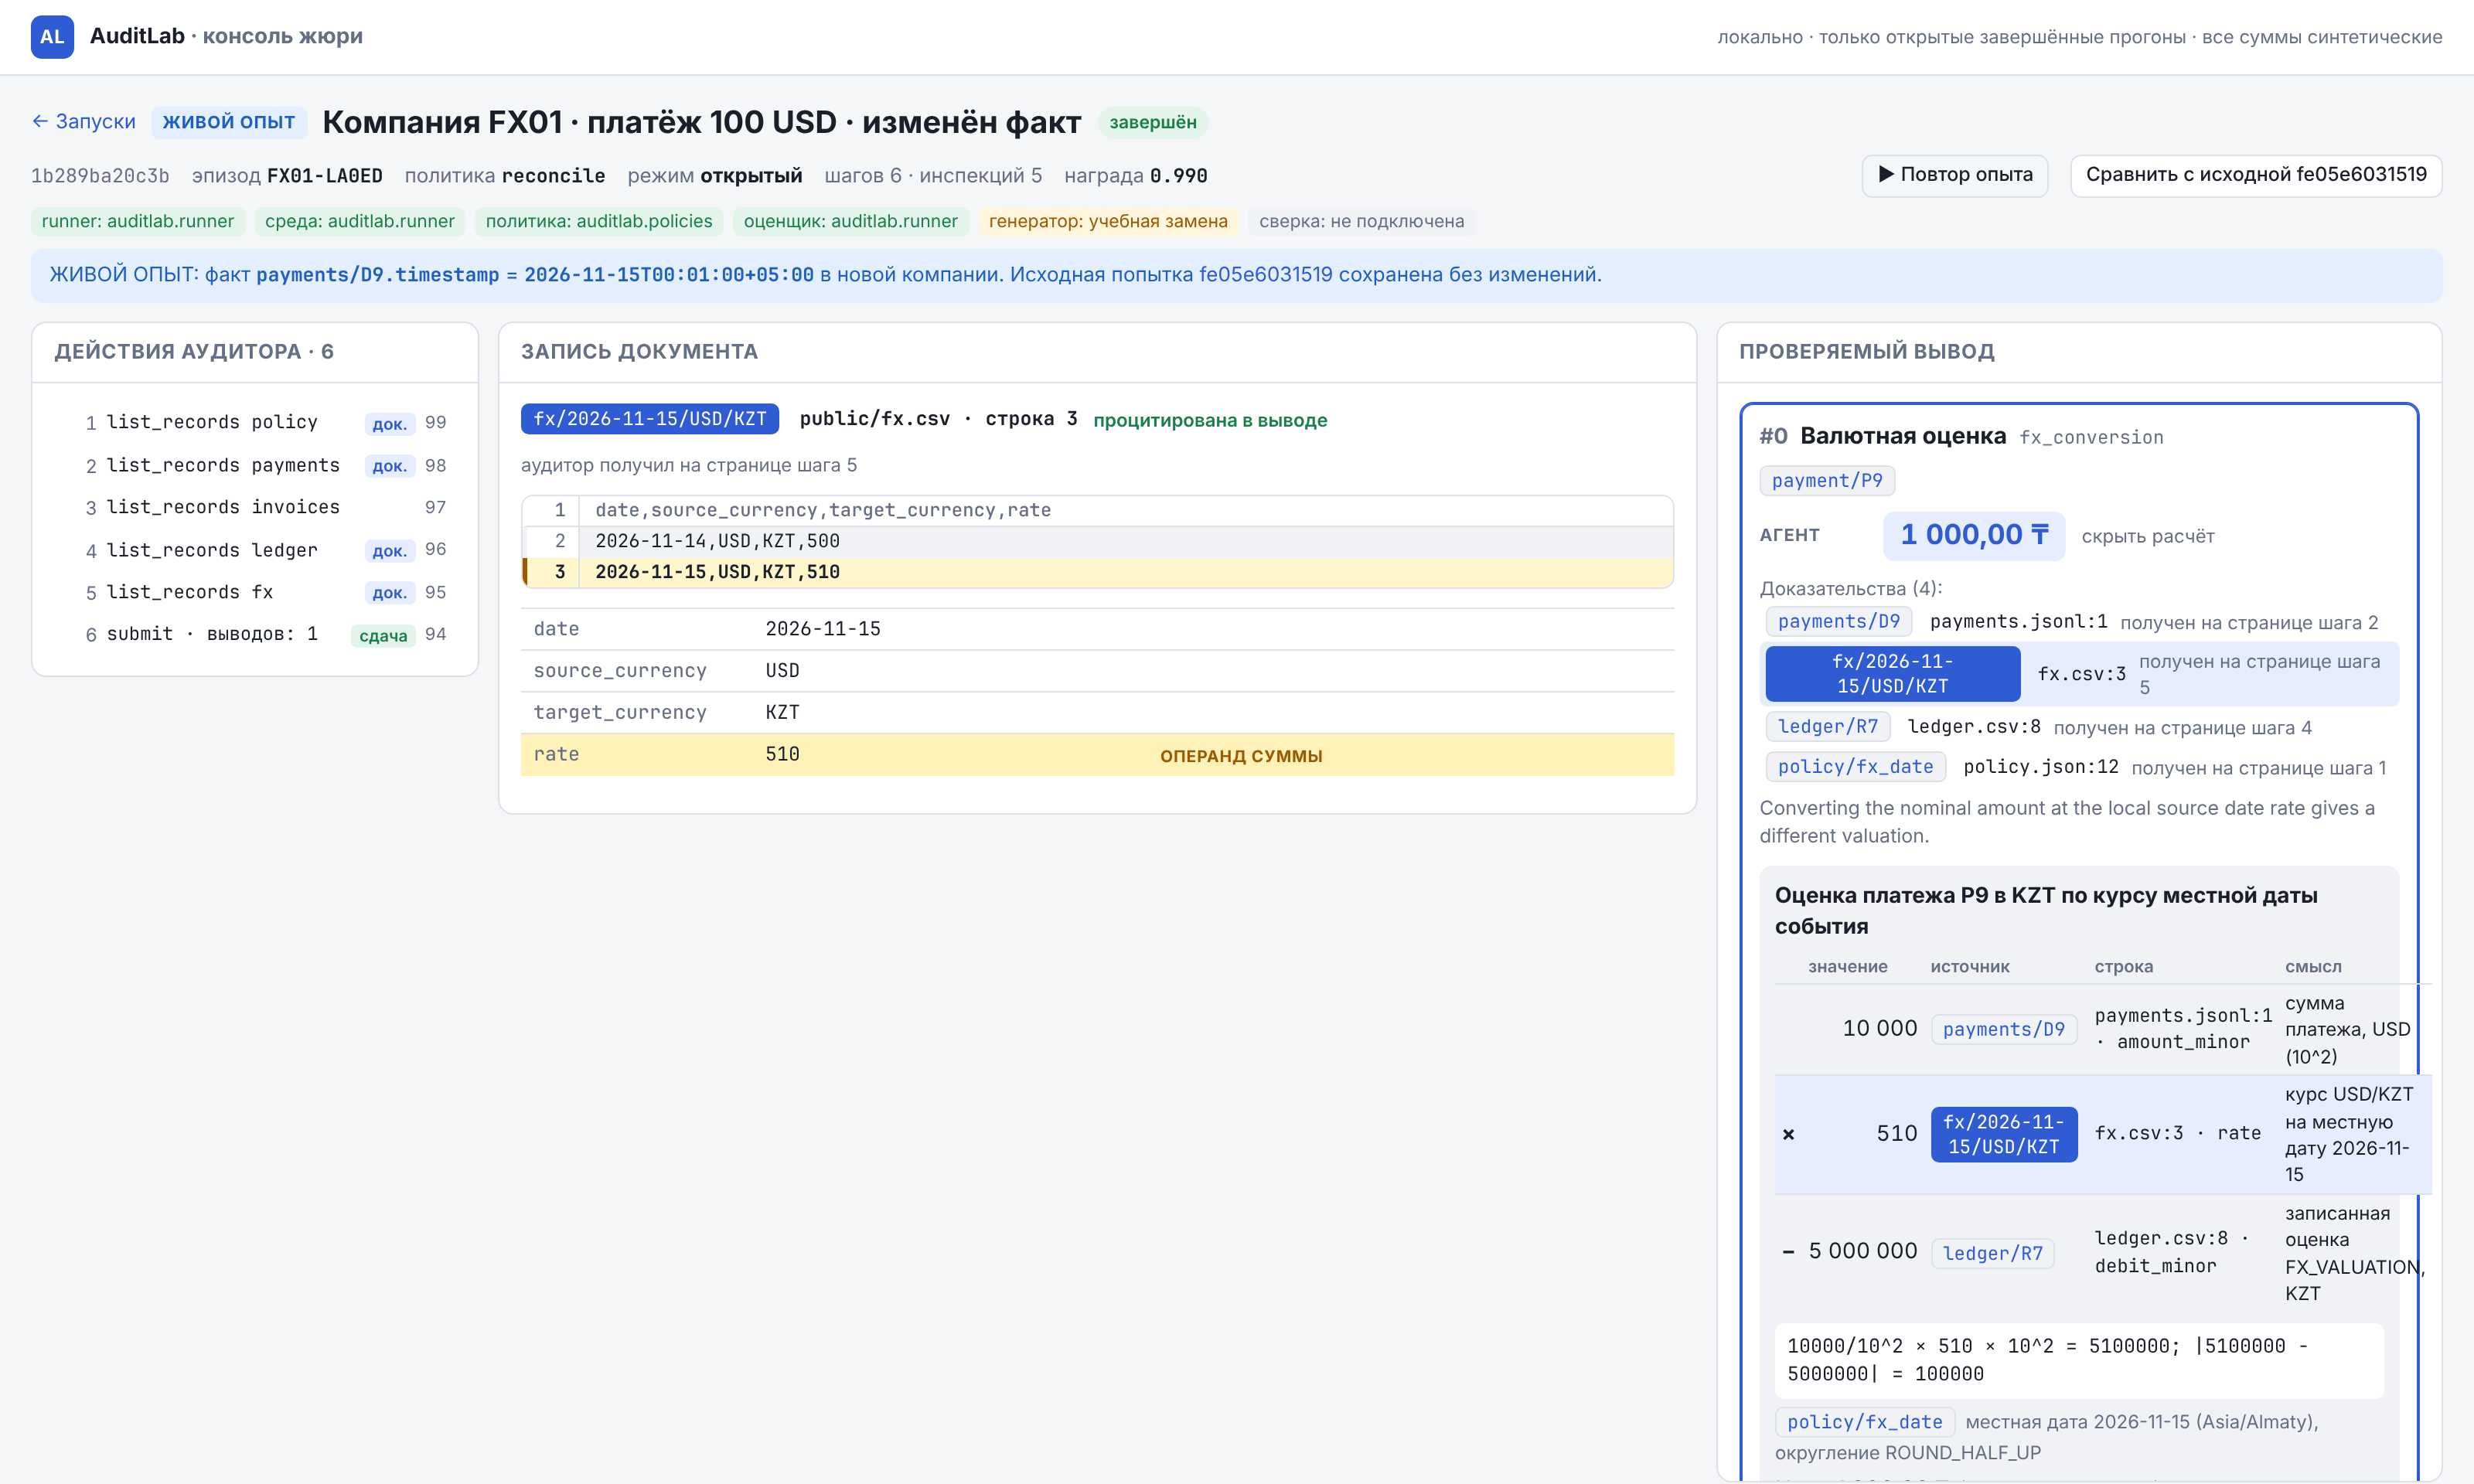 AL AuditLab · консоль жюри
локально · только открытые завершённые прогоны · все суммы синтетические
← Запуски ЖИВОЙ ОПЫТ Компания FX01 · платёж 100 USD · изменён факт завершён
1b289ba20c3b эпизод FX01-LA0ED политика reconcile режим открытый шагов 6 · инспекций 5 награда 0.990
▶ Повтор опыта Сравнить с исходной fe05e6031519
runner: auditlab.runner среда: auditlab.runner политика: auditlab.policies оценщик: auditlab.runner генератор: учебная замена сверка: не подключена
ЖИВОЙ ОПЫТ: факт payments/D9.timestamp = 2026-11-15T00:01:00+05:00 в новой компании. Исходная попытка fe05e6031519 сохранена без изменений.
ДЕЙСТВИЯ АУДИТОРА · 6
1 list_records policy док. 99
2 list_records payments док. 98
3 list_records invoices 97
4 list_records ledger док. 96
5 list_records fx док. 95
6 submit · выводов: 1 сдача 94
ЗАПИСЬ ДОКУМЕНТА
fx/2026-11-15/USD/KZT public/fx.csv · строка 3 процитирована в выводе
аудитор получил на странице шага 5
1 date,source_currency,target_currency,rate
2 2026-11-14,USD,KZT,500
3 2026-11-15,USD,KZT,510
date 2026-11-15
source_currency USD
target_currency KZT
rate 510 ОПЕРАНД СУММЫ
ПРОВЕРЯЕМЫЙ ВЫВОД
#0 Валютная оценка fx_conversion
payment/P9
АГЕНТ 1 000,00 ₸ скрыть расчёт
Доказательства (4):
payments/D9 payments.jsonl:1 получен на странице шага 2
fx/2026-11-
15/USD/KZT
fx.csv:3
получен на странице шага
5
ledger/R7 ledger.csv:8 получен на странице шага 4
policy/fx_date policy.json:12 получен на странице шага 1
Converting the nominal amount at the local source date rate gives a
different valuation.
Оценка платежа P9 в KZT по курсу местной даты
события
значение источник строка смысл
10 000
payments/D9
payments.jsonl:1
· amount_minor
сумма
платежа, USD
(10^2)
× 510
fx/2026-11-
15/USD/KZT
fx.csv:3 · rate
курс USD/KZT
на местную
дату 2026-11-
15
− 5 000 000
ledger/R7
ledger.csv:8 ·
debit_minor
записанная
оценка
FX_VALUATION,
KZT
10000/10^2 × 510 × 10^2 = 5100000; |5100000 -
5000000| = 100000
policy/fx_date местная дата 2026-11-15 (Asia/Almaty),
округление ROUND_HALF_UP